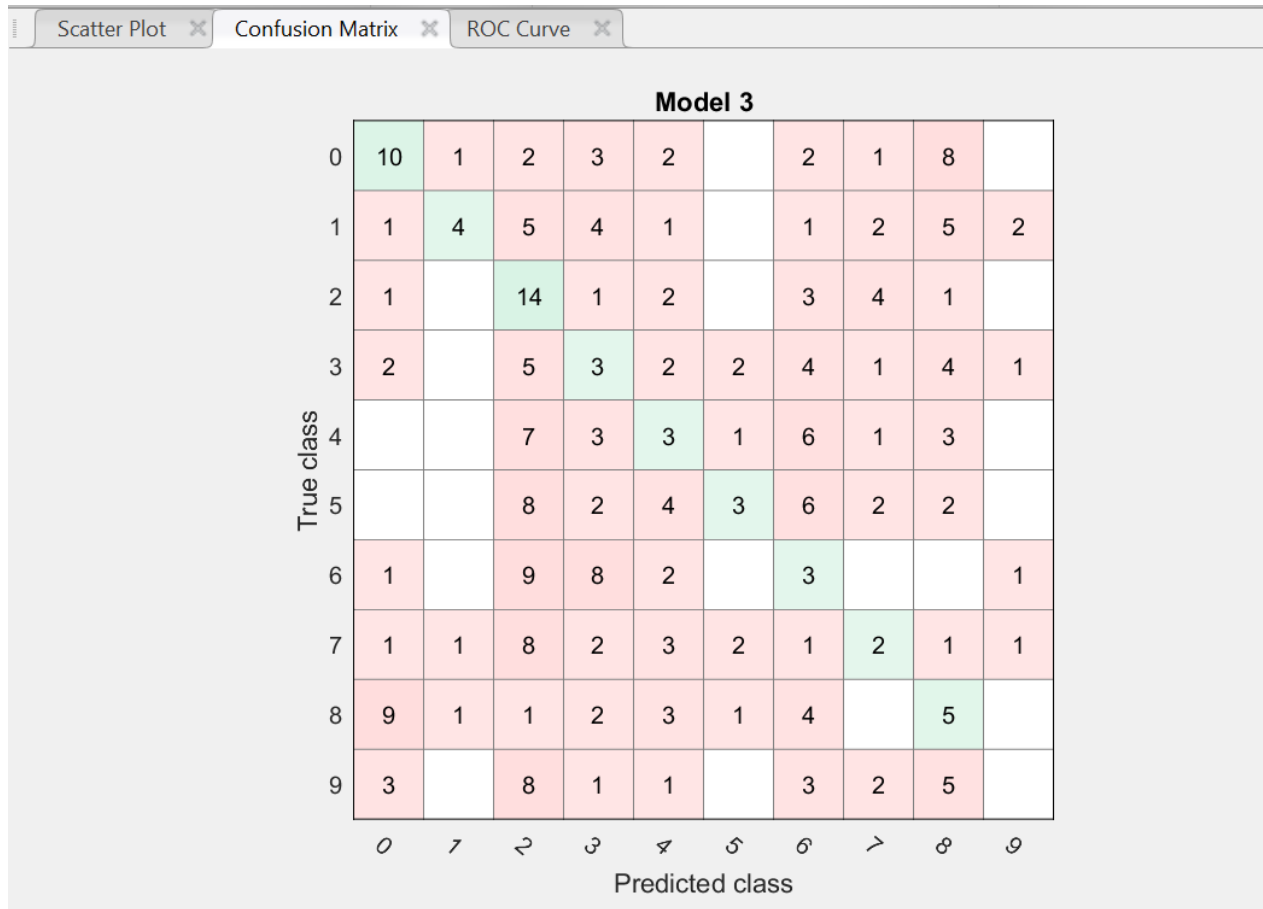 Scatter Plot Confusion Matrix ROC Curve
Model 3
0 10 1 2 3 2 2 1 8
1 1 4 5 4 1 1 2 5 2
2 1 14 1 2 3 4 1
3 2 5 3 2 2 4 1 4 1
4 7 3 3 1 6 1 3
5 8 2 4 3 6 2 2
6 1 9 8 2 3 1
7 1 1 8 2 3 2 1 2 1 1
8 9 1 1 2 3 1 4 5
9 3 8 1 1 3 2 5
True class
0 1 2 3 4 5 6 7 8 9
Predicted class